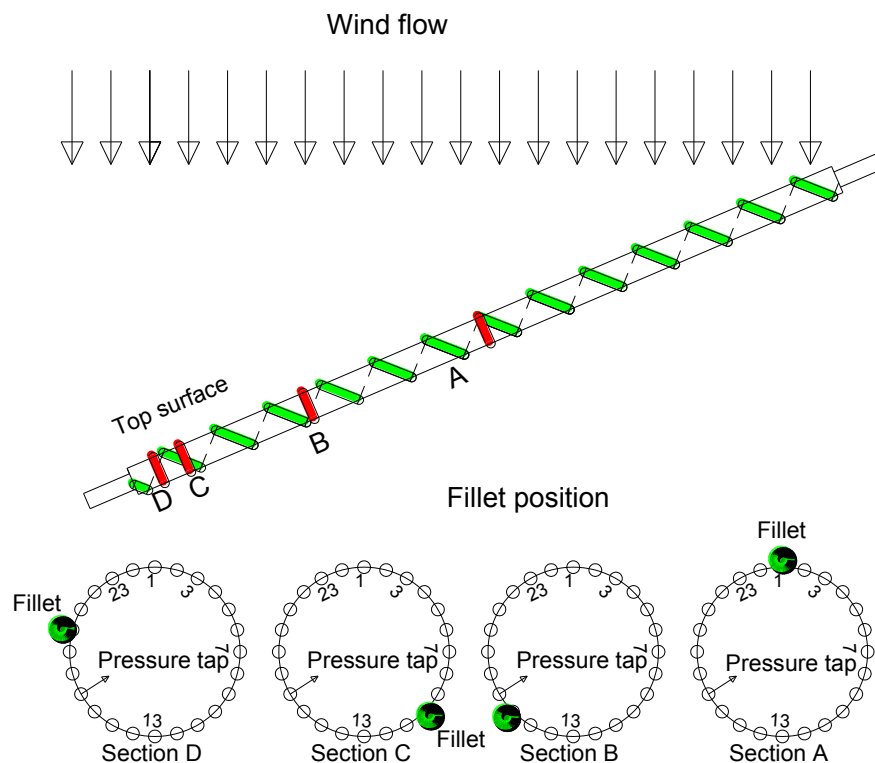 Wind flow
Top surface
A
B
C
D
Fillet position
Fillet
23 1 3
7
Pressure tap
13
Section D
23 1 3
7
Pressure tap
13
Fillet
Section C
23 1 3
7
Pressure tap
13
Section B
Fillet
23 1 3
7
Pressure tap
13
Section A